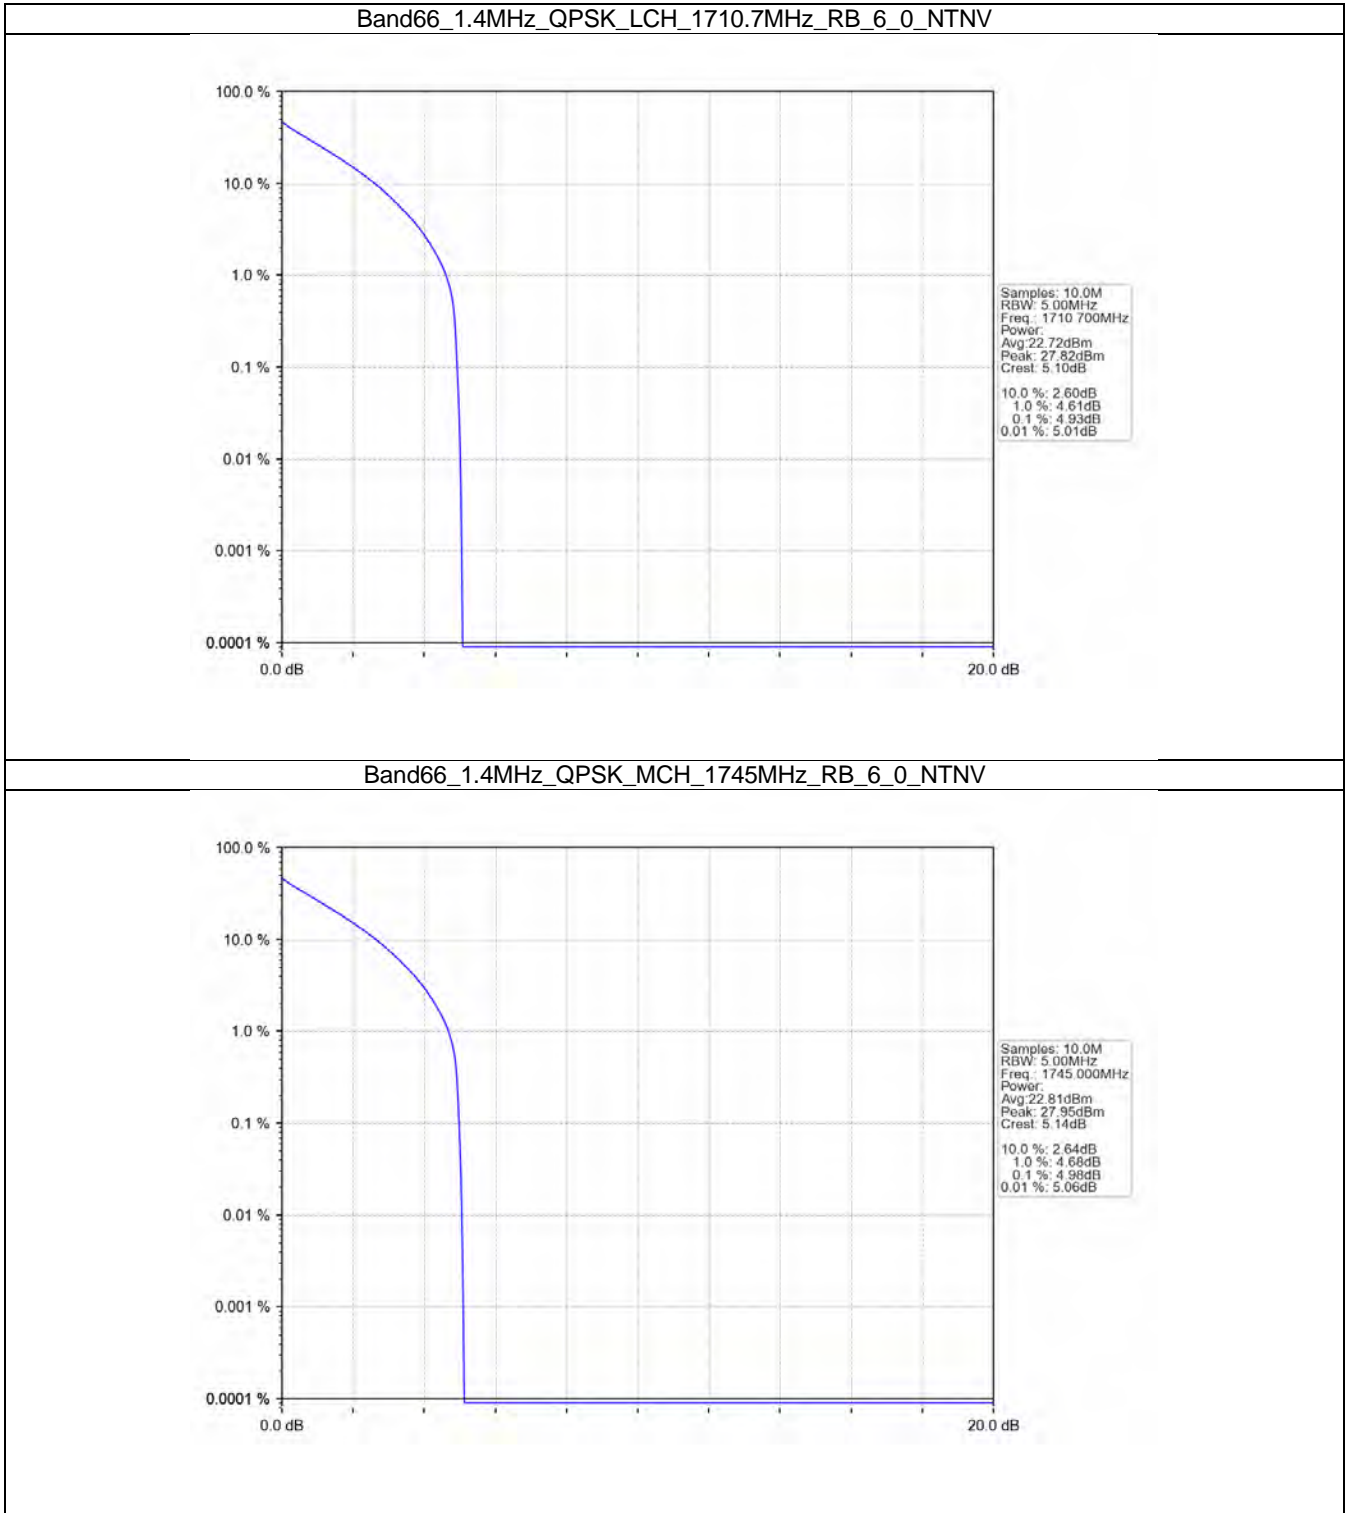 Band66_1.4MHz_QPSK_LCH_1710.7MHz_RB_6_0_NTNV
100.0 %
10.0 %
1.0 %
0.1 %
0.01 %
0.001 %
0.0001 %
0.0 dB
20.0 dB
Samples: 10.0M
RBW: 5.00MHz
Freq.: 1710.700MHz
Power:
Avg:22.72dBm
Peak: 27.82dBm
Crest: 5.10dB
10.0 %: 2.60dB
1.0 %: 4.61dB
0.1 %: 4.93dB
0.01 %: 5.01dB
Band66_1.4MHz_QPSK_MCH_1745MHz_RB_6_0_NTNV
100.0 %
10.0 %
1.0 %
0.1 %
0.01 %
0.001 %
0.0001 %
0.0 dB
20.0 dB
Samples: 10.0M
RBW: 5.00MHz
Freq.: 1745.000MHz
Power:
Avg:22.81dBm
Peak: 27.95dBm
Crest: 5.14dB
10.0 %: 2.64dB
1.0 %: 4.68dB
0.1 %: 4.98dB
0.01 %: 5.06dB